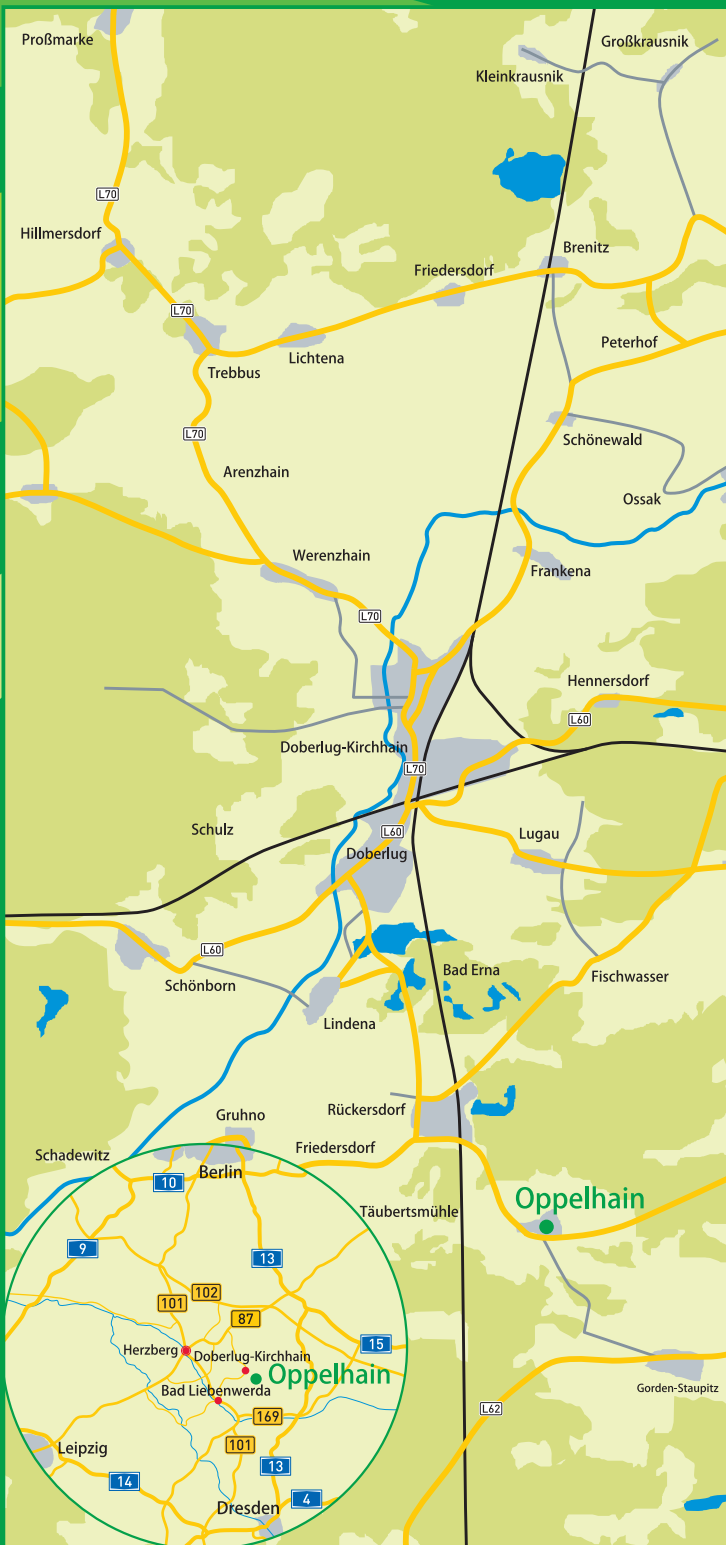 Proßmarke
Großkrausnik
Kleinkrausnik
L70
Hillmersdorf
Brenitz
Friedersdorf
L70
Peterhof
Lichtena
Trebbus
L70
Schönewald
Arenzhain
Ossak
Werenzhain
Frankena
L70
Hennersdorf
L60
Doberlug-Kirchhain
L70
Schulz
L60
Lugau
Doberlug
L60
Bad Erna
Fischwasser
Schönborn
Lindena
Rückersdorf
Gruhno
Friedersdorf
Schadewitz
Berlin
10
Oppelhain
Täubertsmühle
9
13
102
101
87
15
Herzberg
Doberlug-Kirchhain
Oppelhain
Bad Liebenwerda
Gorden-Staupitz
L62
169
101
Leipzig
13
14
4
Dresden